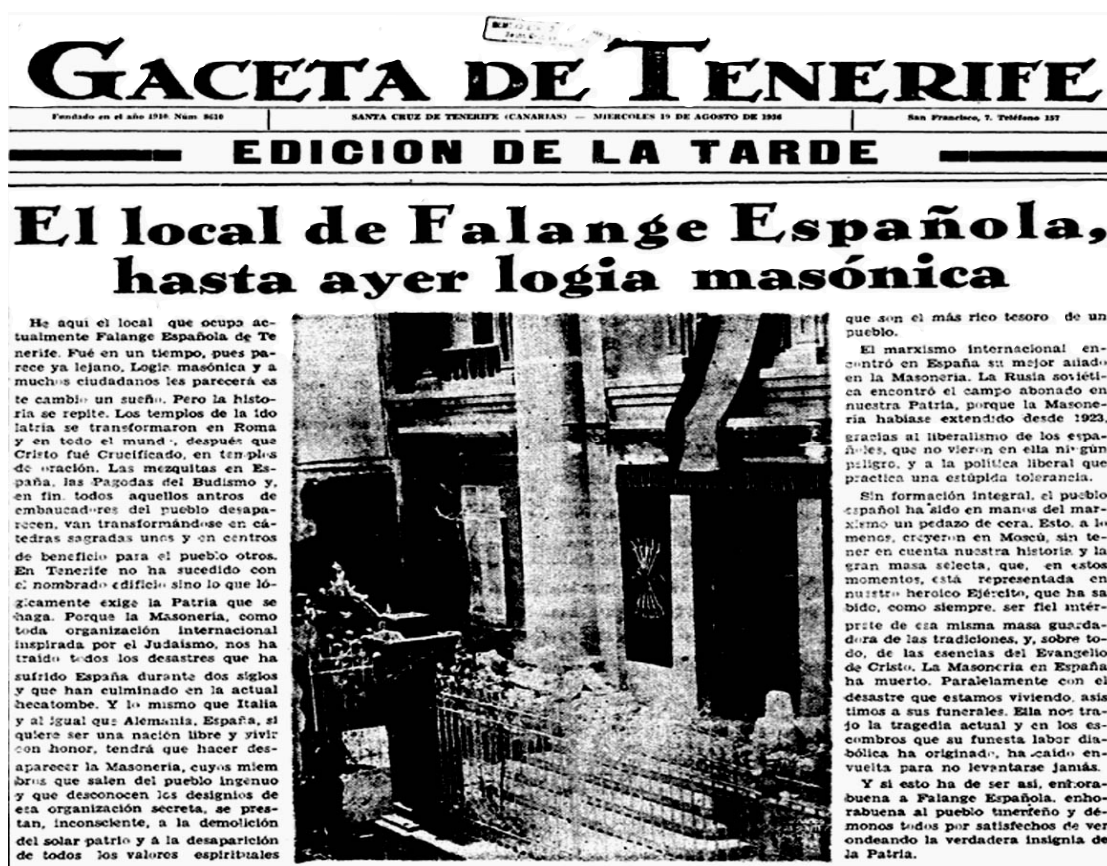 GACETA DE TENERIFE
Fundado en el año 1910. Núm 8610
SANTA CRUZ DE TENERIFE (CANARIAS) — MIERCOLES 19 DE AGOSTO DE 1936
San Francisco, 7. Teléfono 157
EDICION DE LA TARDE
El local de Falange Española,
hasta ayer logia masónica
He aquí el local que ocupa ac-
tualmente Falange Española de Te
nerife. Fué en un tiempo, pues pa-
rece ya lejano, Logia masónica y a
muchos ciudadanos les parecerá es
te cambio un sueño. Pero la histo-
ria se repite. Los templos de la ido
latría se transformaron en Roma
y en todo el mundo, después que
Cristo fué Crucificado, en templos
de oración. Las mezquitas en Es-
paña, las Pagodas del Budismo y,
en fin, todos aquellos antros de
embaucadores del pueblo desapa-
recen, van transformándose en cá-
tedras sagradas unos y en centros
de beneficio para el pueblo otros.
En Tenerife no ha sucedido con
el nombrado edificio sino lo que ló-
gicamente exige la Patria que se
haga. Porque la Masonería, como
toda organización internacional
inspirada por el Judaísmo, nos ha
traído todos los desastres que ha
sufrido España durante dos siglos
y que han culminado en la actual
hecatombe. Y lo mismo que Italia
y al igual que Alemania, España, si
quiere ser una nación libre y vivir
con honor, tendrá que hacer des-
aparecer la Masonería, cuyos miem
bros que salen del pueblo ingenuo
y que desconocen los designios de
esa organización secreta, se pres-
tan, inconsciente, a la demolición
del solar patrio y á la desaparición
de todos los valores espirituales
que son el más rico tesoro de un
pueblo.
El marxismo internacional en-
contró en España su mejor aliado
en la Masonería. La Rusia soviéti-
ca encontró el campo abonado en
nuestra Patria, porque la Masone-
ría habíase extendido desde 1923,
gracias al liberalismo de los espa-
ñoles, que no vieron en ella ningún
peligro, y a la política liberal que
practica una estúpida tolerancia.
Sin formación integral, el pueblo
español ha sido en manos del mar-
xismo un pedazo de cera. Esto, a lo
menos, creyeron en Moscú, sin te-
ner en cuenta nuestra historia y la
gran masa selecta, que, en estos
momentos, está representada en
nuestro heroico Ejército, que ha sa
bido, como siempre, ser fiel intér-
prete de esa misma masa guarda-
dora de las tradiciones, y, sobre to-
do, de las esencias del Evangelio
de Cristo. La Masonería en España
ha muerto. Paralelamente con el
desastre que estamos viviendo, asis
timos a sus funerales. Ella nos tra-
jo la tragedia actual y en los es-
combros que su funesta labor dia-
bólica ha originado, ha caído en-
vuelta para no levantarse jamás.
Y si esto ha de ser así, enhora-
buena a Falange Española, enho-
rabuena al pueblo tinerfeño y dé-
monos todos por satisfechos de ver
ondeando la verdadera insignia de
la Patria.